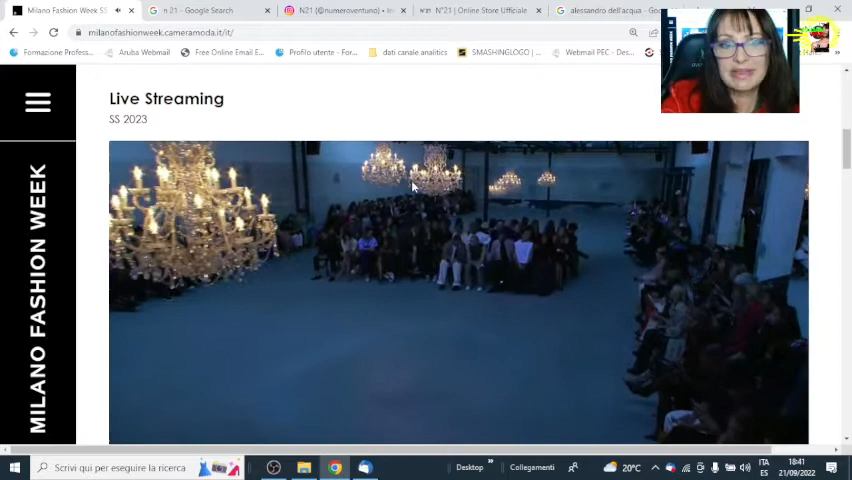 Milano Fashion Week SS
n 21 - Google Search
N21 (@numeroventuno) • In
N°21 | Online Store Ufficiale
alessandro dell'acqua
milanofashionweek.cameramoda.it/it/
Formazione Profess...
Aruba Webmail
Free Online Email E...
Profilo utente - For...
dati canale analitics
SMASHINGLOGO | ...
Webmail PEC - Des...
Live Streaming
SS 2023
MILANO FASHION WEEK
Scrivi qui per eseguire la ricerca
Desktop
Collegamenti
20°C
ITA
ES
18:41
21/09/2022